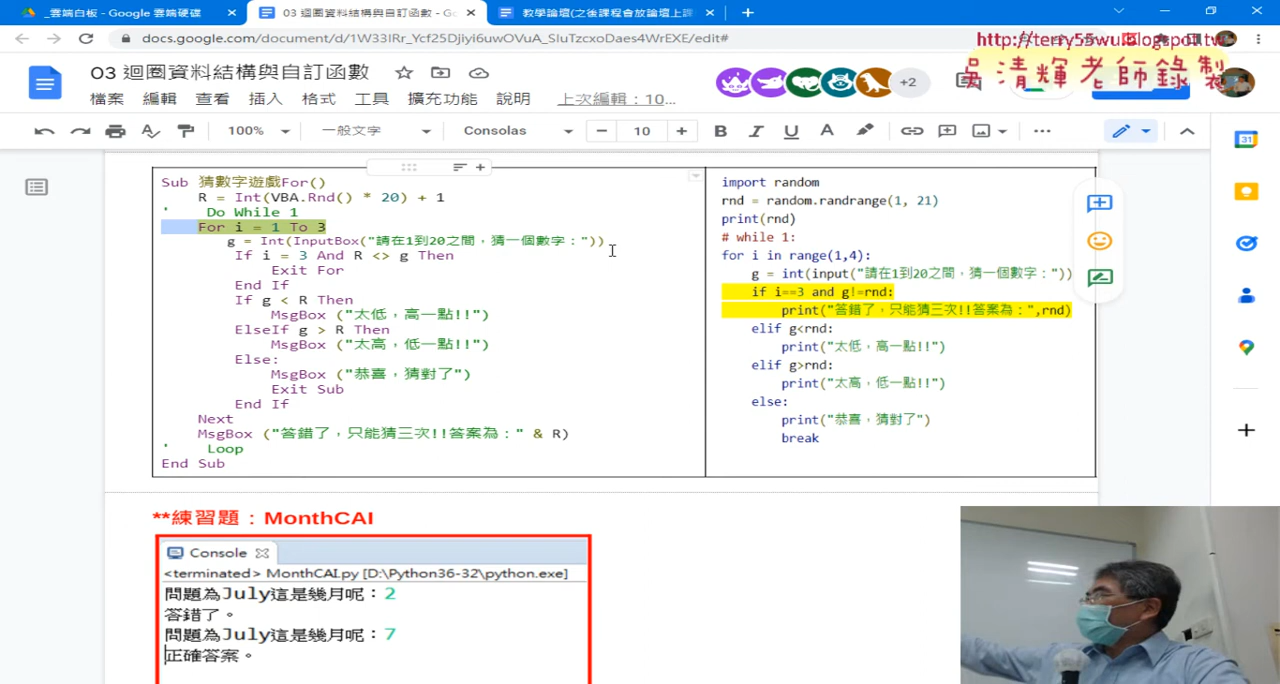 _雲端白板 - Google 雲端硬碟
03 迴圈資料結構與自訂函數 - Go
教學論壇(之後課程會放論壇上課
docs.google.com/document/d/1W33IRr_Ycf25DjiyI6uwOVuA_SIuTzcxoDaes4WrEXE/edit#
http://terry55wu.blogspot.tw
吳清輝老師錄製
03 迴圈資料結構與自訂函數
+2
檔案 編輯 查看 插入 格式 工具 擴充功能 說明 上次編輯：10...
100% 一般文字 Consolas 10 B I U A
31
Sub 猜數字遊戲For()
R = Int(VBA.Rnd() * 20) + 1
' Do While 1
For i = 1 To 3
g = Int(InputBox("請在1到20之間，猜一個數字："))
If i = 3 And R <> g Then
Exit For
End If
If g < R Then
MsgBox ("太低，高一點!!")
ElseIf g > R Then
MsgBox ("太高，低一點!!")
Else:
MsgBox ("恭喜，猜對了")
Exit Sub
End If
Next
MsgBox ("答錯了，只能猜三次!!答案為：" & R)
' Loop
End Sub
import random
rnd = random.randrange(1, 21)
print(rnd)
# while 1:
for i in range(1,4):
g = int(input("請在1到20之間，猜一個數字："))
if i==3 and g!=rnd:
print("答錯了，只能猜三次!!答案為：",rnd)
elif g<rnd:
print("太低，高一點!!")
elif g>rnd:
print("太高，低一點!!")
else:
print("恭喜，猜對了")
break
**練習題：MonthCAI
Console
<terminated> MonthCAI.py [D:\Python36-32\python.exe]
問題為July這是幾月呢：2
答錯了。
問題為July這是幾月呢：7
正確答案。